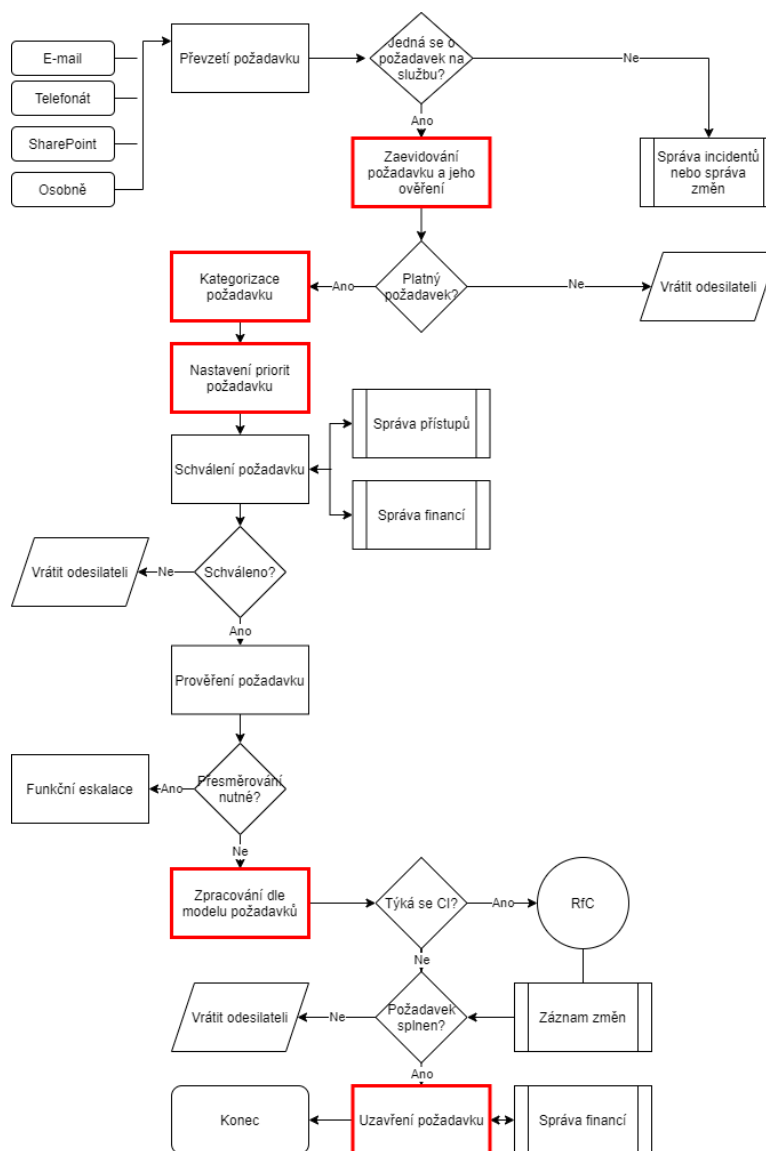 E-mail
Telefonát
SharePoint
Osobně
Převzetí požadavku
Jedná se o
požadavek na
službu?
Ne
Ano
Zaevidování
požadavku a jeho
ověření
Správa incidentů
nebo správa
změn
Kategorizace
požadavku
Ano
Platný
požadavek?
Ne
Vrátit odesilateli
Nastavení priorit
požadavku
Schválení požadavku
Správa přístupů
Správa financí
Vrátit odesilateli
Ne
Schváleno?
Ano
Prověření požadavku
Funkční eskalace
Ano
Přesměrování
nutné?
Ne
Zpracování dle
modelu požadavků
Týká se CI?
Ano
RfC
Ne
Vrátit odesilateli
Ne
Požadavek
splnen?
Záznam změn
Ano
Konec
Uzavření požadavku
Správa financí